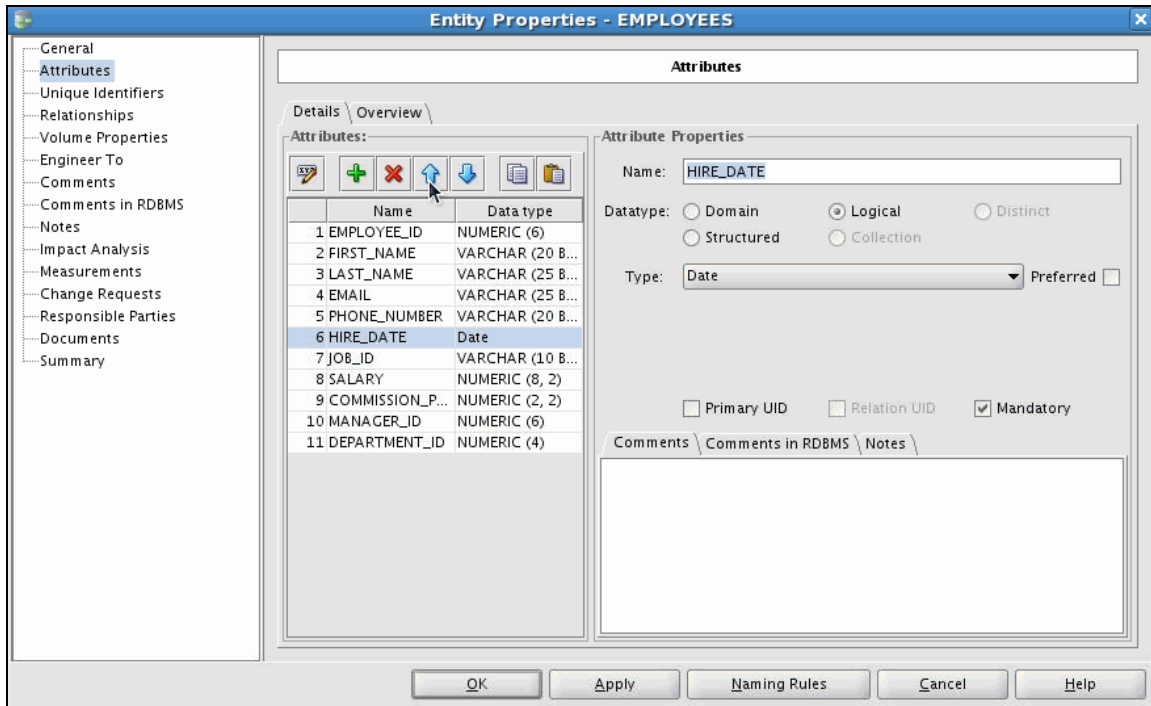 Entity Properties - EMPLOYEES
General
Attributes
Unique Identifiers
Relationships
Volume Properties
Engineer To
Comments
Comments in RDBMS
Notes
Impact Analysis
Measurements
Change Requests
Responsible Parties
Documents
Summary
Attributes
Details Overview
Attributes:
XYZ
Name Data type
1 EMPLOYEE_ID NUMERIC (6)
2 FIRST_NAME VARCHAR (20 B...
3 LAST_NAME VARCHAR (25 B...
4 EMAIL VARCHAR (25 B...
5 PHONE_NUMBER VARCHAR (20 B...
6 HIRE_DATE Date
7 JOB_ID VARCHAR (10 B...
8 SALARY NUMERIC (8, 2)
9 COMMISSION_P... NUMERIC (2, 2)
10 MANAGER_ID NUMERIC (6)
11 DEPARTMENT_ID NUMERIC (4)
Attribute Properties
Name: HIRE_DATE
Datatype: Domain Logical Distinct
Structured Collection
Type: Date Preferred
Primary UID Relation UID Mandatory
Comments Comments in RDBMS Notes
OK Apply Naming Rules Cancel Help